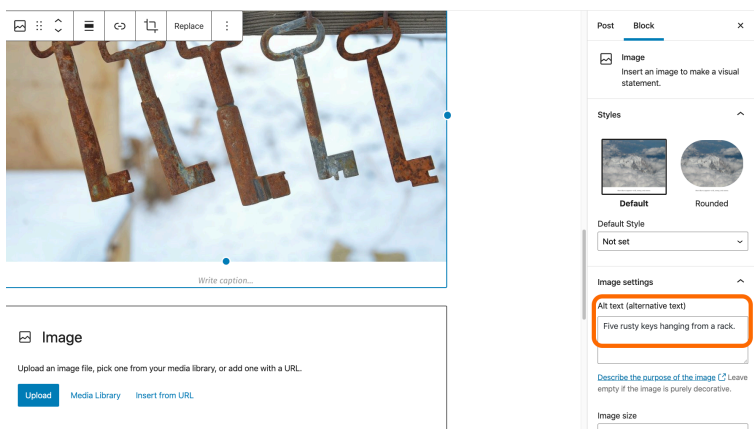 Replace
Post
Block
Image
Insert an image to make a visual
statement.
Styles
Default
Rounded
Default Style
Not set
Write caption...
Image settings
Alt text (alternative text)
Five rusty keys hanging from a rack.
Describe the purpose of the image Leave
empty if the image is purely decorative.
Image size
Image
Upload an image file, pick one from your media library, or add one with a URL.
Upload
Media Library
Insert from URL